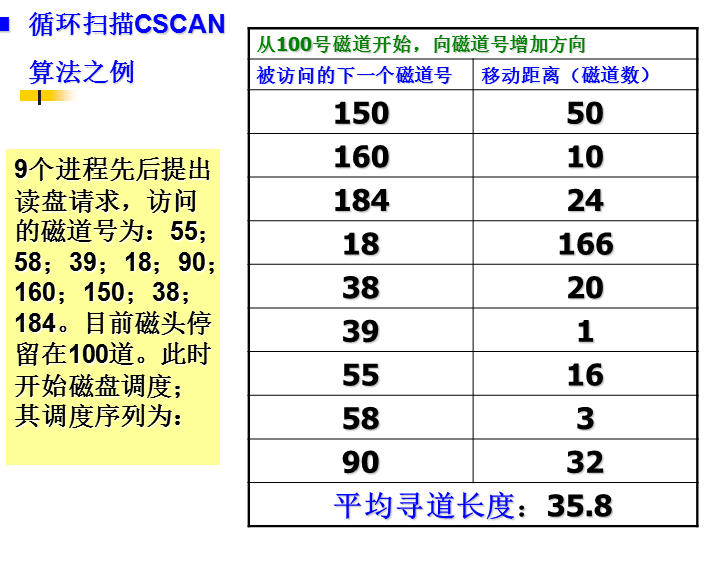 循环扫描CSCAN
算法之例
9个进程先后提出
读盘请求，访问
的磁道号为：55；
58；39；18；90；
160；150；38；
184。目前磁头停
留在100道。此时
开始磁盘调度；
其调度序列为：
从100号磁道开始，向磁道号增加方向
被访问的下一个磁道号 移动距离（磁道数）
150 50
160 10
184 24
18 166
38 20
39 1
55 16
58 3
90 32
平均寻道长度：35.8